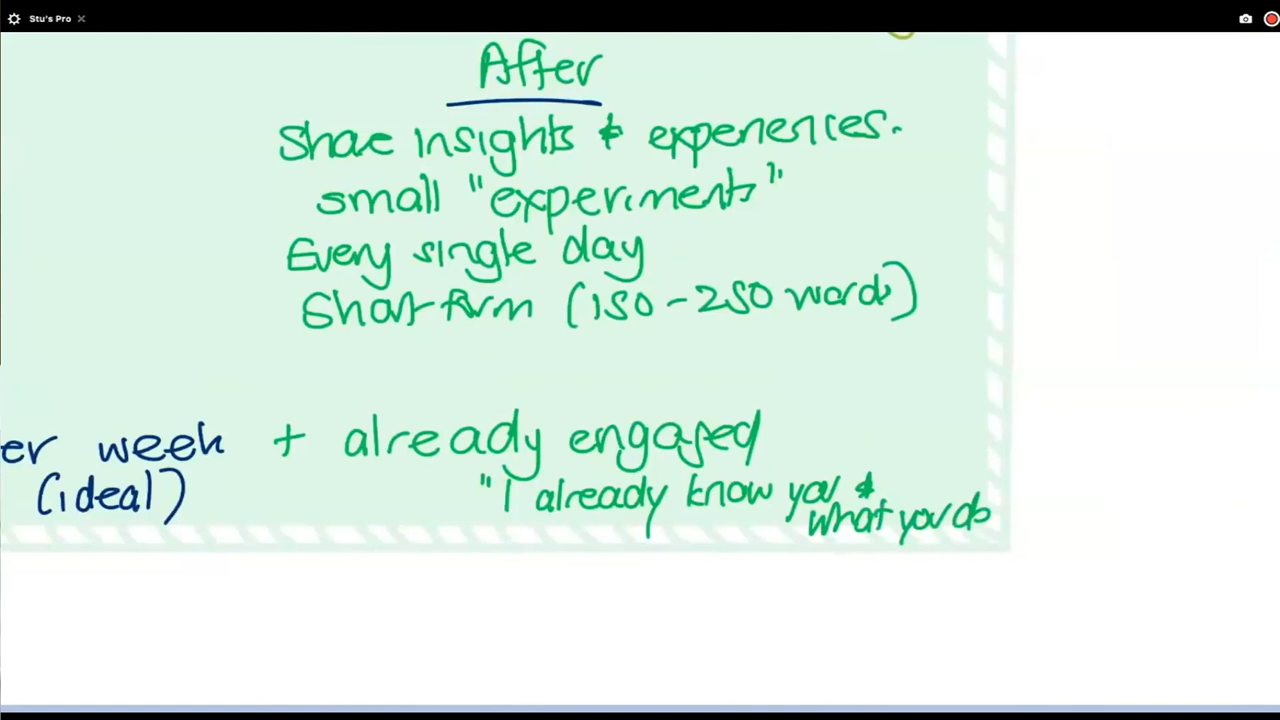 Stu's Pro
After
Share insights & experiences.
small "experiments"
Every single day
Short form (150-250 words)
er week + already engaged
(ideal) "I already know you &
what you do